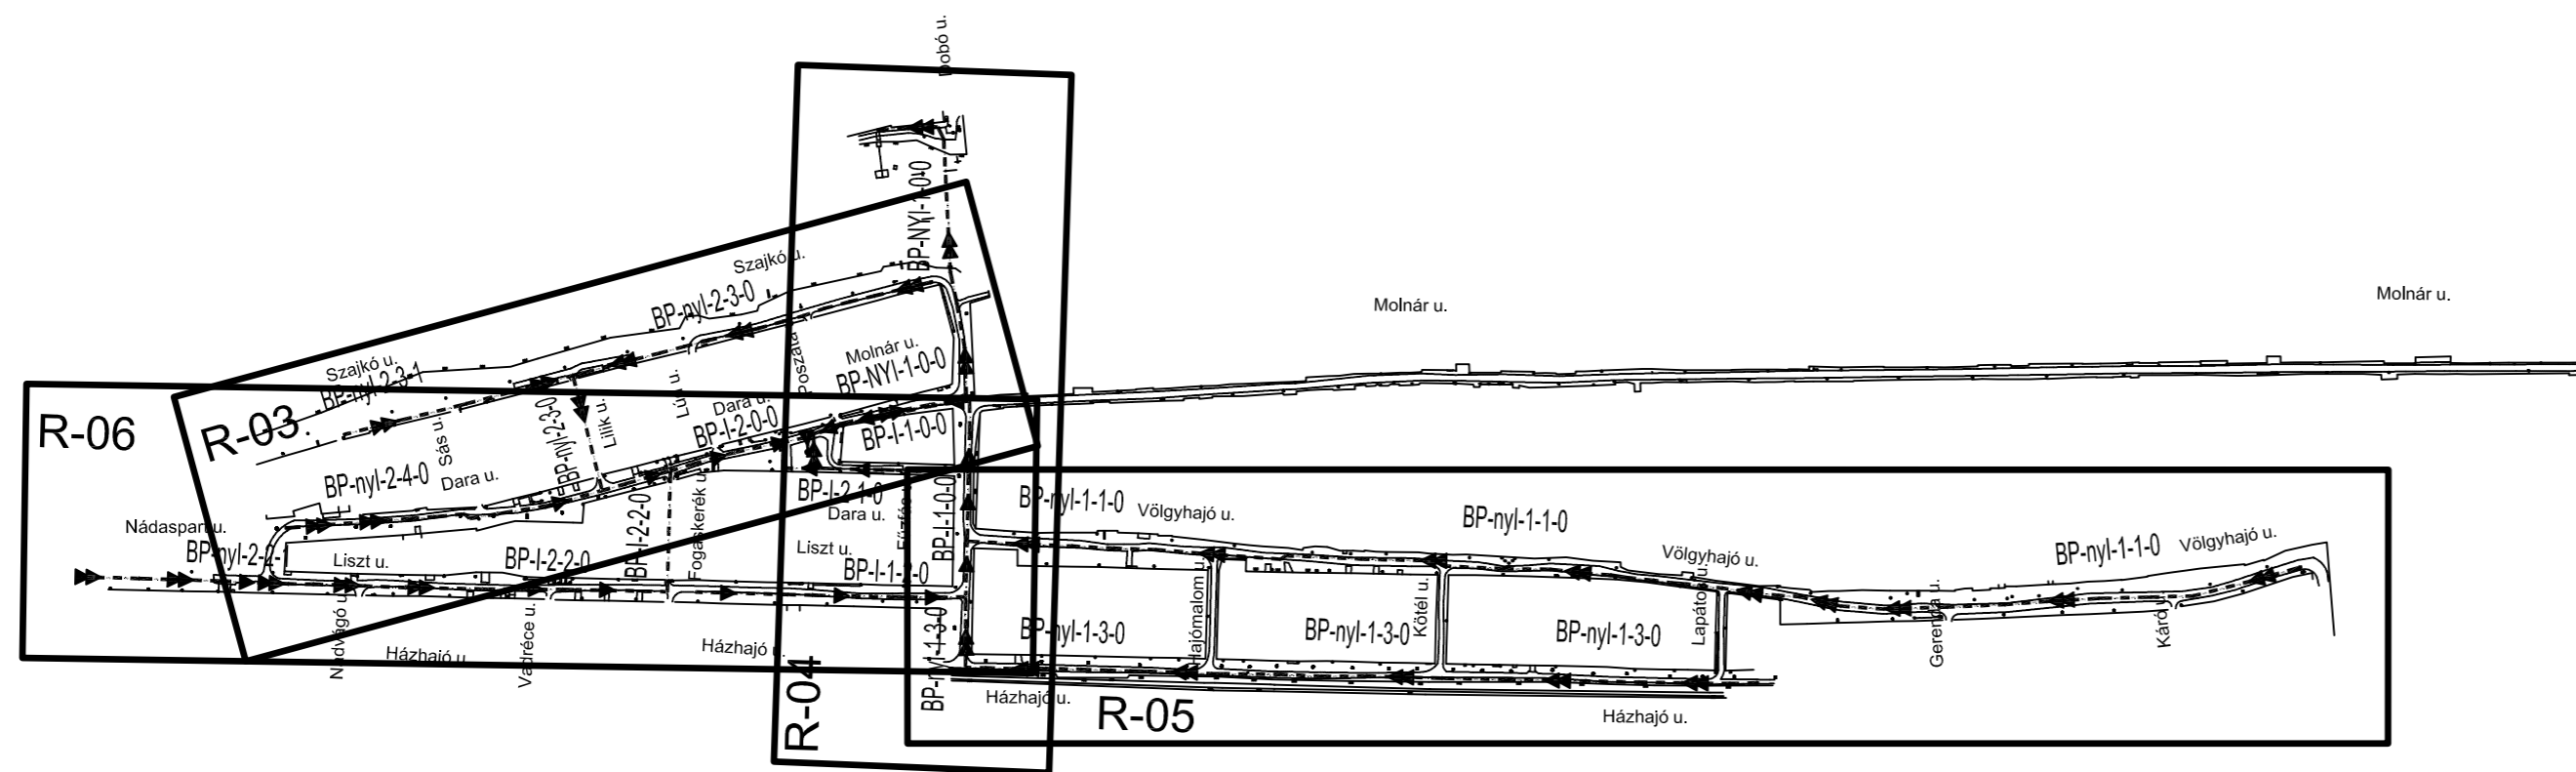 Szajkó u.
BP-NYI-1-0-0
BP-nyl-2-3-0
Molnár u.
Molnár u.
Szajkó u.
BP-nyl-2-3-1
Molnár u.
BP-NYI-1-0-0
R-06
R-03
Sás u.
BP-nyl-2-3-0
Lilik u.
Dara u.
BP-I-2-0-0
BP-I-1-0-0
BP-nyl-2-4-0
Dara u.
BP-I-2-1-0
Dara u.
BP-I-1-0-0
BP-nyl-1-1-0
Völgyhajó u.
BP-nyl-1-1-0
Völgyhajó u.
BP-nyl-1-1-0
Völgyhajó u.
Nádaspart u.
Liszt u.
BP-I-2-2-0
BP-I-2-2-0
Fogaskerék u.
Liszt u.
Nádvágó u.
Vadréce u.
Házhajó u.
Házhajó u.
BP-nyl-1-3-0
BP-nyl-1-3-0
Hajómalom u.
BP-nyl-1-3-0
Kötél u.
BP-nyl-1-3-0
Lapátos u.
Gerenda u.
Karó
R-04
Házhajó u.
R-05
Házhajó u.